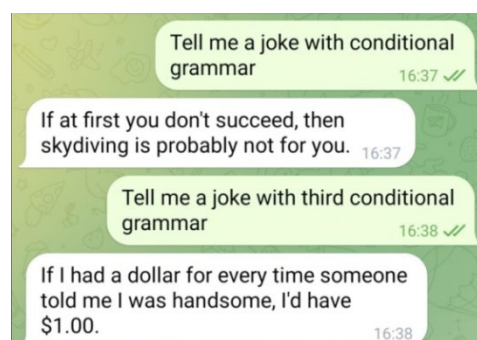 Tell me a joke with conditional
grammar
16:37
If at first you don't succeed, then
skydiving is probably not for you. 16:37
Tell me a joke with third conditional
grammar
16:38
If I had a dollar for every time someone
told me I was handsome, I'd have
$1.00.
16:38